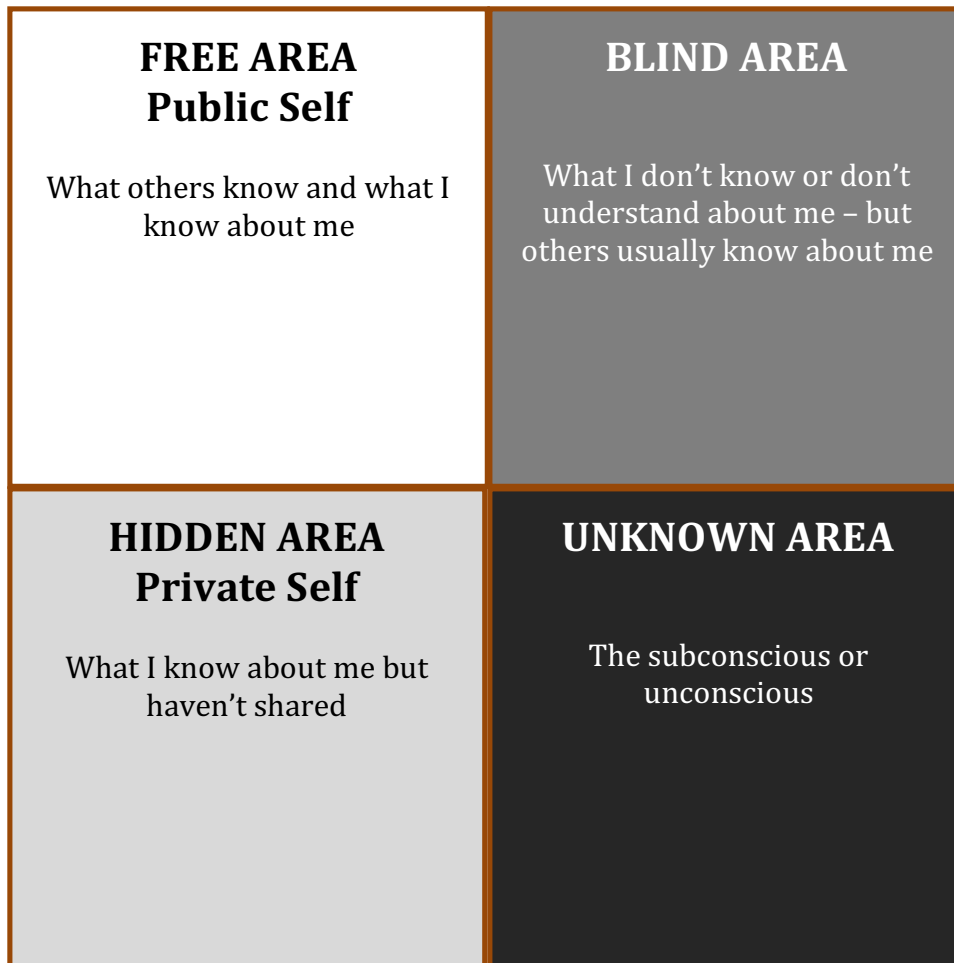 FREE AREA
Public Self
What others know and what I
know about me
BLIND AREA
What I don’t know or don’t
understand about me – but
others usually know about me
HIDDEN AREA
Private Self
What I know about me but
haven’t shared
UNKNOWN AREA
The subconscious or
unconscious